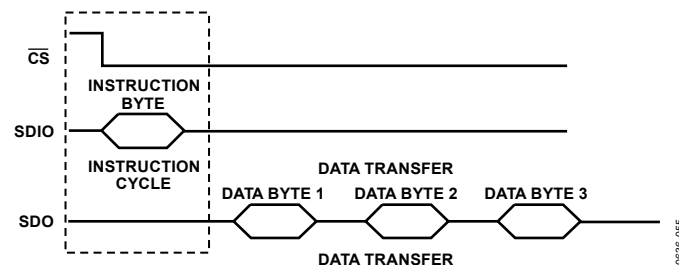 CS
INSTRUCTION
BYTE
SDIO
INSTRUCTION
CYCLE
DATA TRANSFER
DATA BYTE 1 DATA BYTE 2 DATA BYTE 3
SDO
DATA TRANSFER